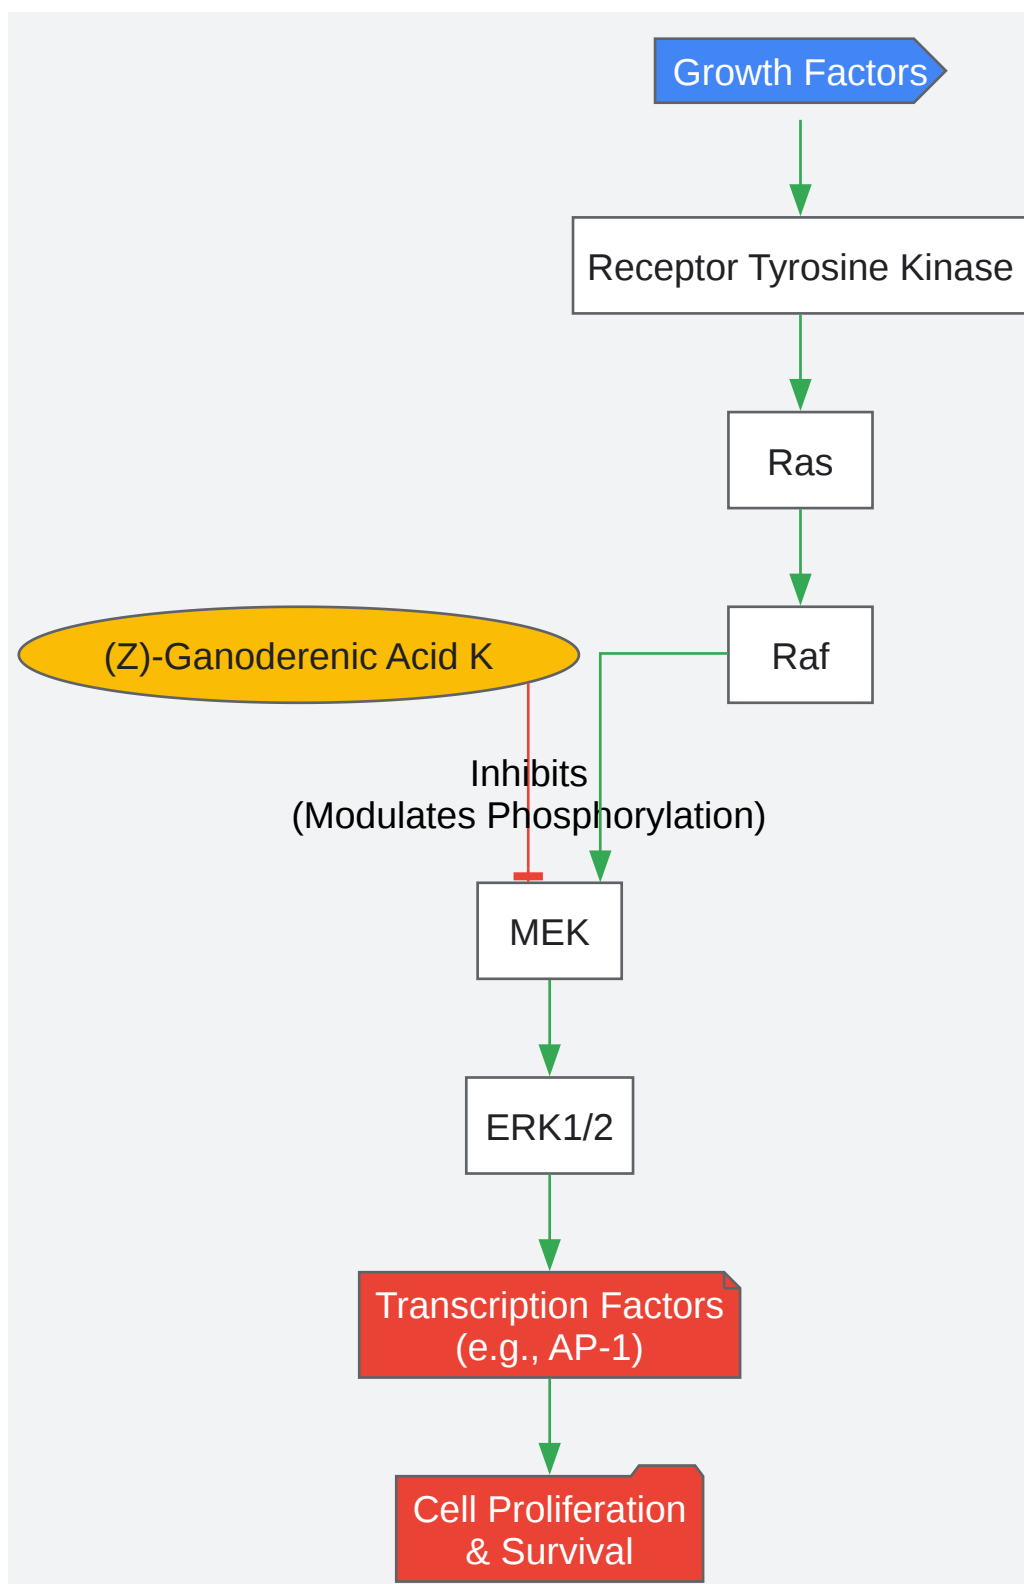 Growth Factors
Receptor Tyrosine Kinase
Ras
(Z)-Ganoderenic Acid K
Raf
Inhibits
(Modulates Phosphorylation)
MEK
ERK1/2
Transcription Factors
(e.g., AP-1)
Cell Proliferation
& Survival